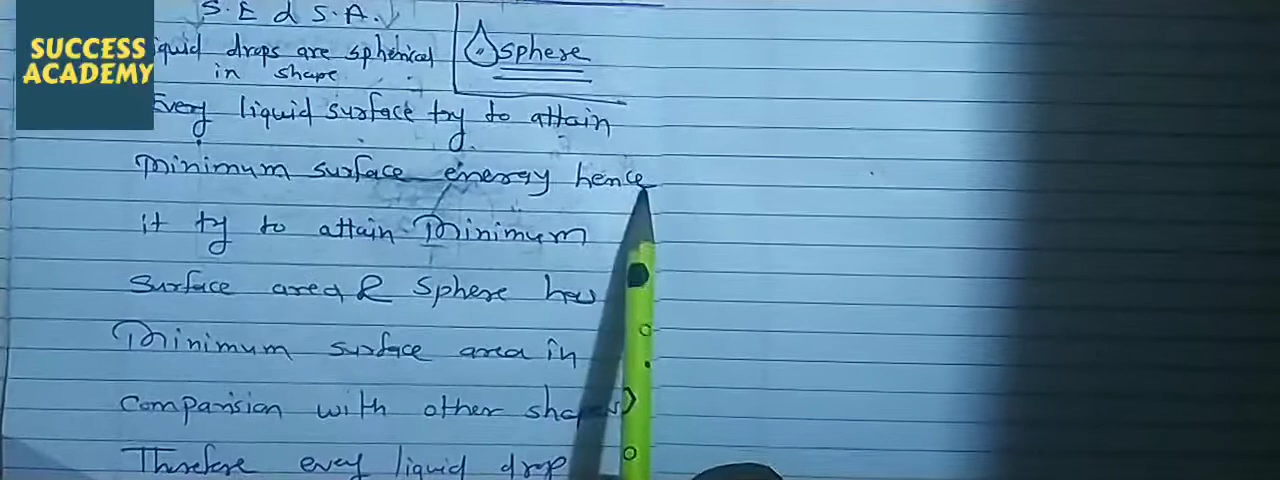 S.E d S.A.↓
SUCCESS
ACADEMY
iquid drops are spherical
in shape
sphere
Every liquid surface try to attain
Minimum surface energy hence
it ty to attain Minimum
Surface area & Sphere has
Minimum surface area in
Comparision with other shapes
Therefore every liquid drop